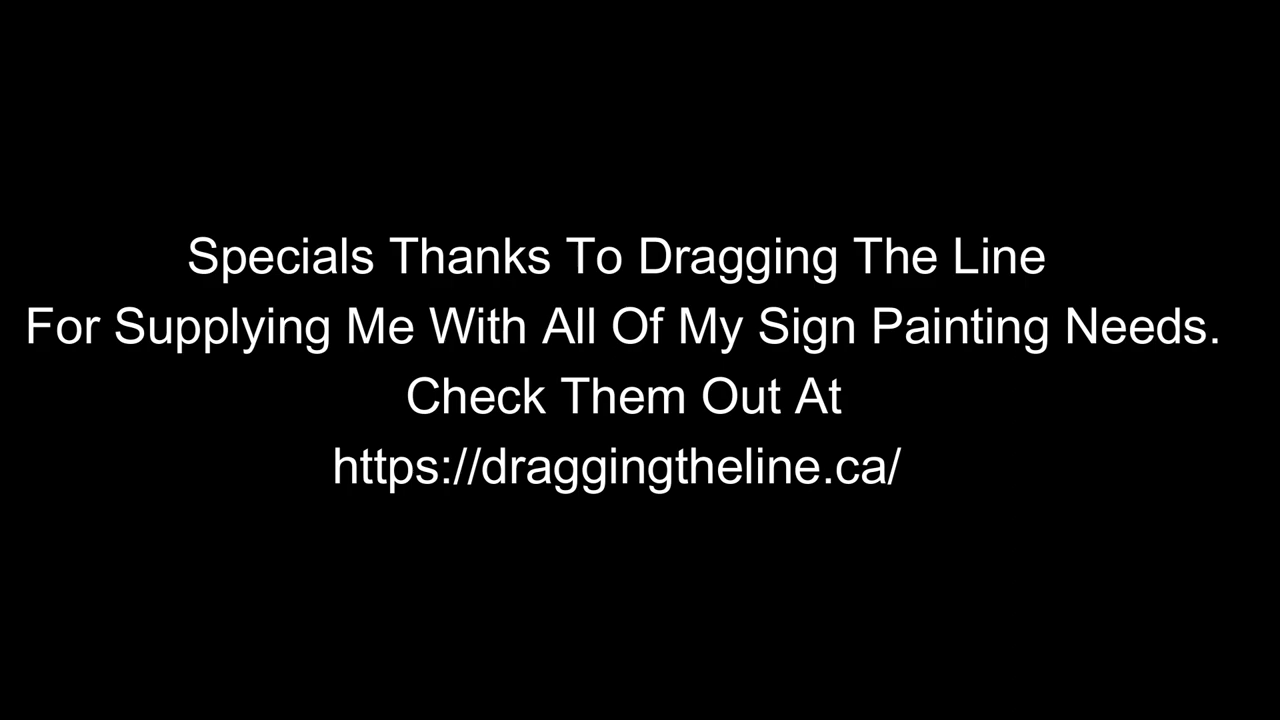 Specials Thanks To Dragging The Line
For Supplying Me With All Of My Sign Painting Needs.
Check Them Out At
https://draggingtheline.ca/